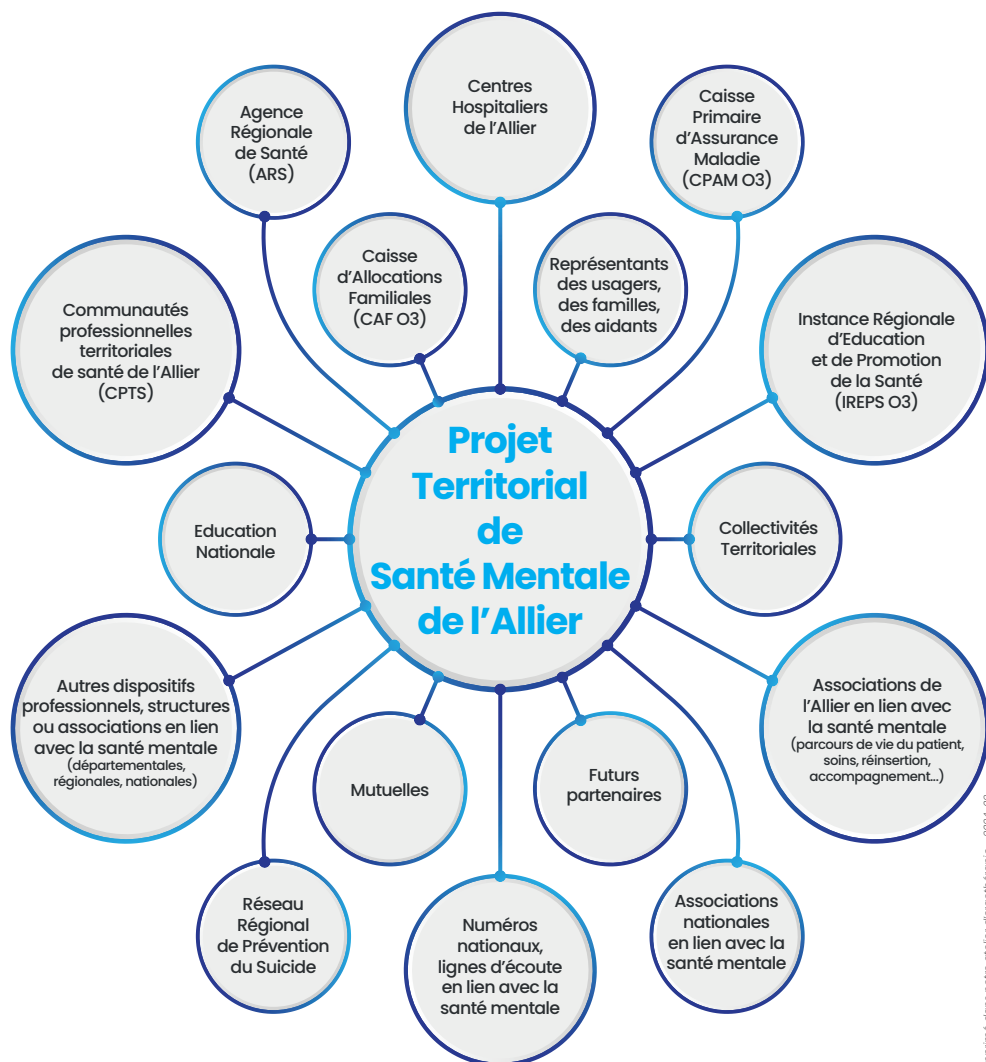 Centres
Hospitaliers
de l'Allier
Agence
Régionale
de Santé
(ARS)
Caisse
Primaire
d'Assurance
Maladie
(CPAM O3)
Caisse
d'Allocations
Familiales
(CAF O3)
Représentants
des usagers,
des familles,
des aidants
Communautés
professionnelles
territoriales
de santé de l'Allier
(CPTS)
Instance Régionale
d'Education
et de Promotion
de la Santé
(IREPS O3)
Projet
Territorial
de
Santé Mentale
de l'Allier
Education
Nationale
Collectivités
Territoriales
Autres dispositifs
professionnels, structures
ou associations en lien
avec la santé mentale
(départementales,
régionales, nationales)
Associations de
l'Allier en lien avec
la santé mentale
(parcours de vie du patient,
soins, réinsertion,
accompagnement...)
Mutuelles
Futurs
partenaires
Réseau
Régional
de Prévention
du Suicide
Numéros
nationaux,
lignes d'écoute
en lien avec la
santé mentale
Associations
nationales
en lien avec la
santé mentale